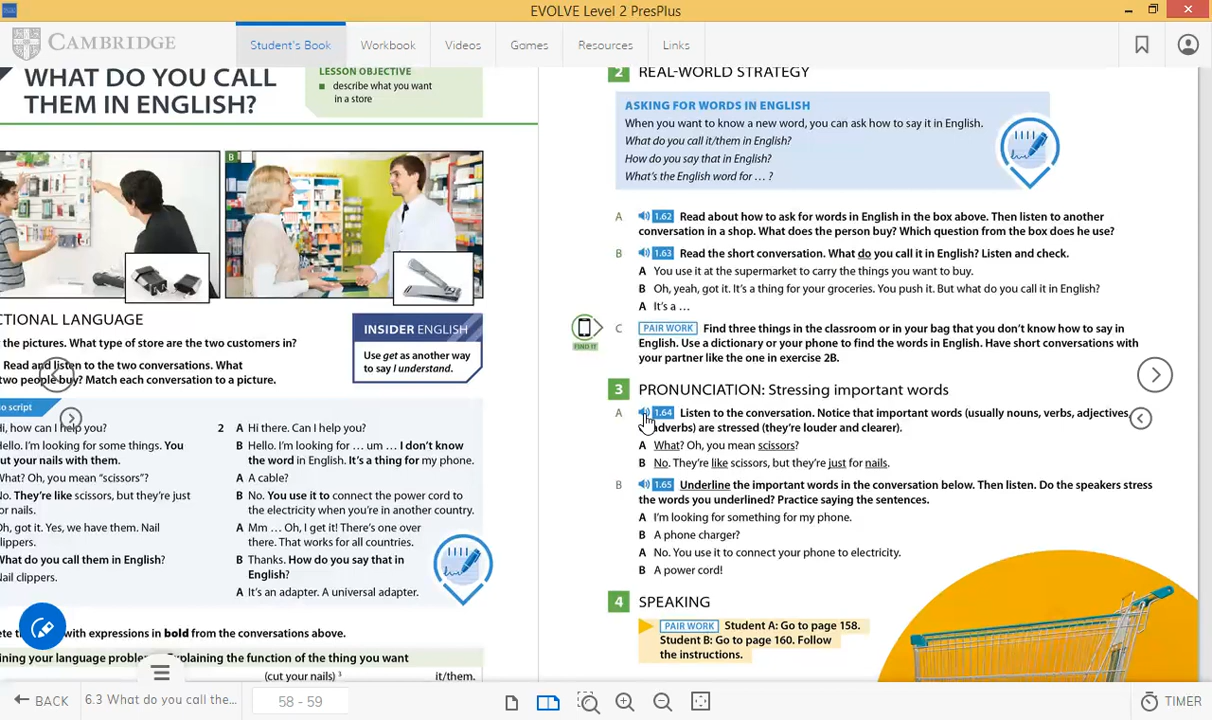 EVOLVE Level 2 PresPlus
CAMBRIDGE
Student's Book
Workbook
Videos
Games
Resources
Links
WHAT DO YOU CALL
THEM IN ENGLISH?
LESSON OBJECTIVE
■ describe what you want
in a store
B
CTIONAL LANGUAGE
the pictures. What type of store are the two customers in?
Read and listen to the two conversations. What
two people buy? Match each conversation to a picture.
INSIDER ENGLISH
Use get as another way
to say I understand.
o script
Hi, how can I help you?
Hello. I'm looking for some things. You
ut your nails with them.
What? Oh, you mean "scissors"?
No. They're like scissors, but they're just
or nails.
Oh, got it. Yes, we have them. Nail
lippers.
What do you call them in English?
Nail clippers.
2 A Hi there. Can I help you?
B Hello. I'm looking for ... um ... I don't know
the word in English. It's a thing for my phone.
A A cable?
B No. You use it to connect the power cord to
the electricity when you're in another country.
A Mm ... Oh, I get it! There's one over
there. That works for all countries.
B Thanks. How do you say that in
English?
A It's an adapter. A universal adapter.
with expressions in bold from the conversations above.
ining your language
Explaining the function of the thing you want
(cut your nails) 3
it/them.
2 REAL-WORLD STRATEGY
ASKING FOR WORDS IN ENGLISH
When you want to know a new word, you can ask how to say it in English.
What do you call it/them in English?
How do you say that in English?
What's the English word for ... ?
A 1.62 Read about how to ask for words in English in the box above. Then listen to another
conversation in a shop. What does the person buy? Which question from the box does he use?
B 1.63 Read the short conversation. What do you call it in English? Listen and check.
A You use it at the supermarket to carry the things you want to buy.
B Oh, yeah, got it. It's a thing for your groceries. You push it. But what do you call it in English?
A It's a ...
FIND IT
C PAIR WORK Find three things in the classroom or in your bag that you don't know how to say in
English. Use a dictionary or your phone to find the words in English. Have short conversations with
your partner like the one in exercise 2B.
3 PRONUNCIATION: Stressing important words
A 1.64 Listen to the conversation. Notice that important words (usually nouns, verbs, adjectives,
adverbs) are stressed (they're louder and clearer).
A What? Oh, you mean scissors?
B No. They're like scissors, but they're just for nails.
B 1.65 Underline the important words in the conversation below. Then listen. Do the speakers stress
the words you underlined? Practice saying the sentences.
A I'm looking for something for my phone.
B A phone charger?
A No. You use it to connect your phone to electricity.
B A power cord!
4 SPEAKING
PAIR WORK Student A: Go to page 158.
Student B: Go to page 160. Follow
the instructions.
BACK
6.3 What do you call the...
58 - 59
TIMER